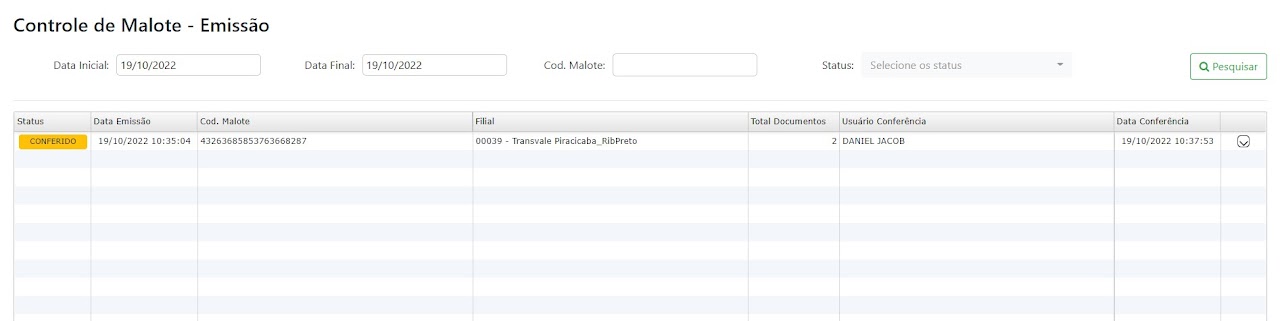 Controle de Malote - Emissão
Data Inicial: 19/10/2022 Data Final: 19/10/2022 Cod. Malote: Status: Selecione os status Pesquisar
Status Data Emissão Cod. Malote Filial Total Documentos Usuário Conferência Data Conferência
CONFERIDO 19/10/2022 10:35:04 43263685853763668287 00039 - Transvale Piracicaba_RibPreto 2 DANIEL JACOB 19/10/2022 10:37:53